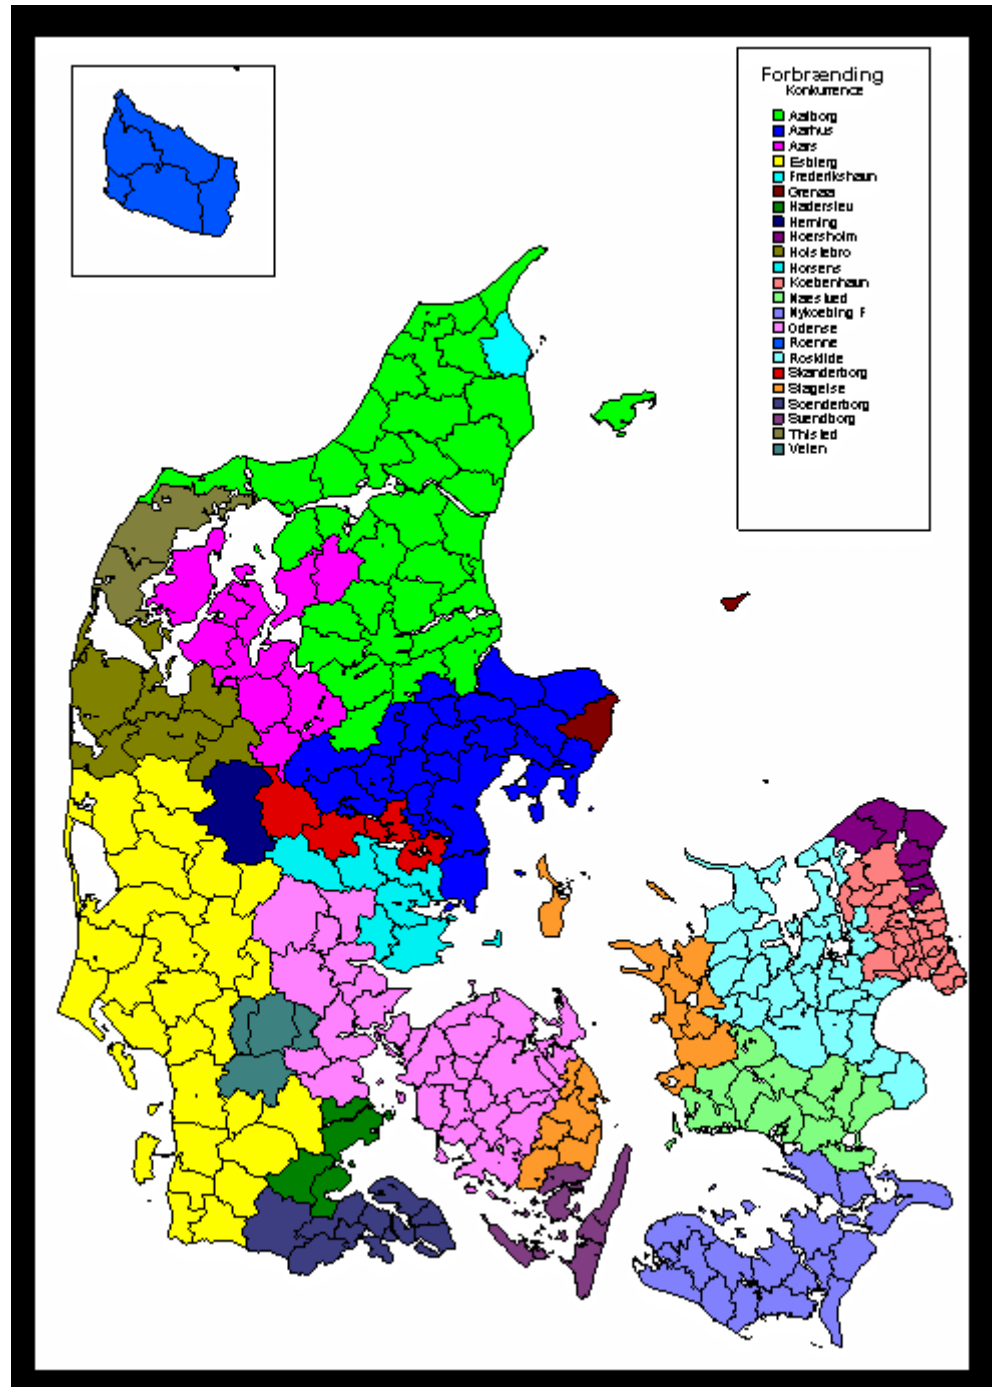 Forbrænding
Konkurrence
Aalborg
Aarhus
Aars
Esbjerg
Frederikshavn
Grenaa
Haderslev
Herning
Hoersholm
Holstebro
Horsens
Koebenhavn
Naestved
Nykoebing F
Odense
Roenne
Roskilde
Skanderborg
Slagelse
Soenderborg
Svendborg
Thisted
Vejen